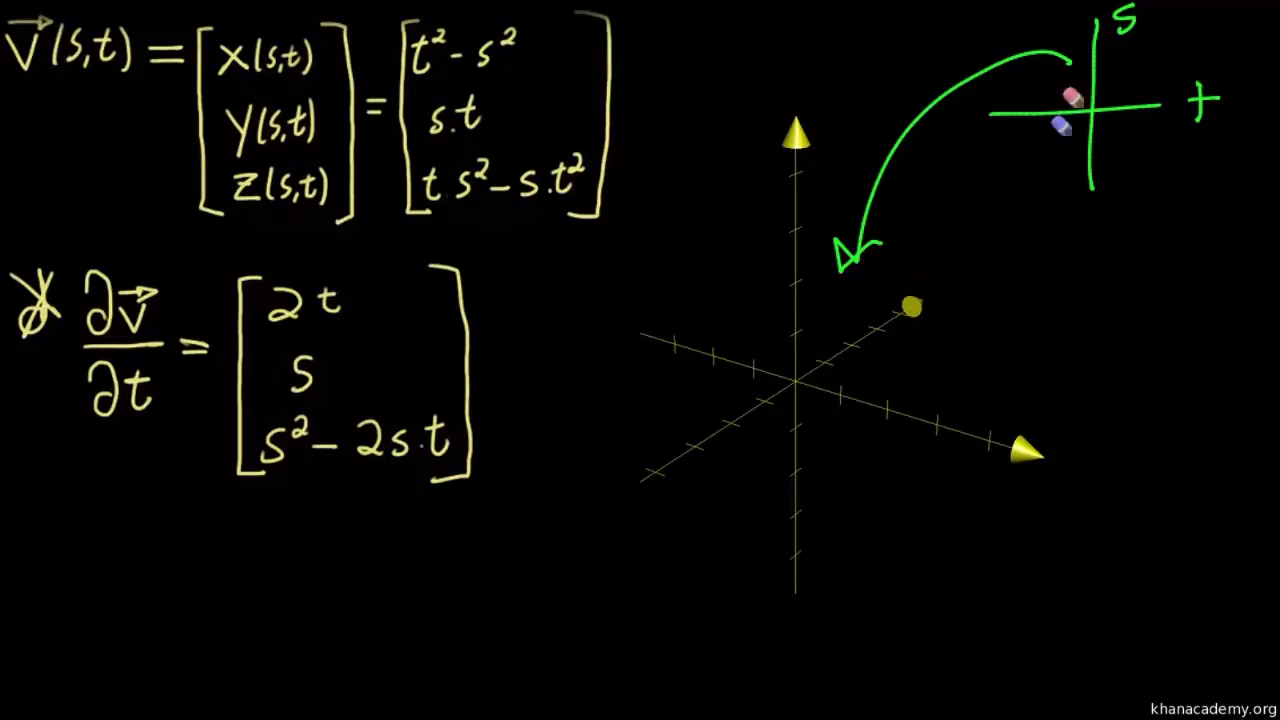 v⃗(s,t) = [x(s,t) y(s,t) z(s,t)] = [t² - s² s.t t.s² - s.t²]
∂v⃗/∂t = [2t s s² - 2s.t]
s
t
khanacademy.org